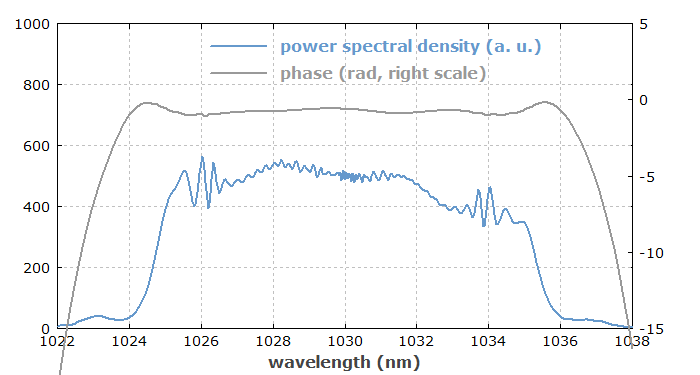 1000
800
600
400
200
0
5
0
-5
-10
-15
power spectral density (a. u.)
phase (rad, right scale)
1022 1024 1026 1028 1030 1032 1034 1036 1038
wavelength (nm)